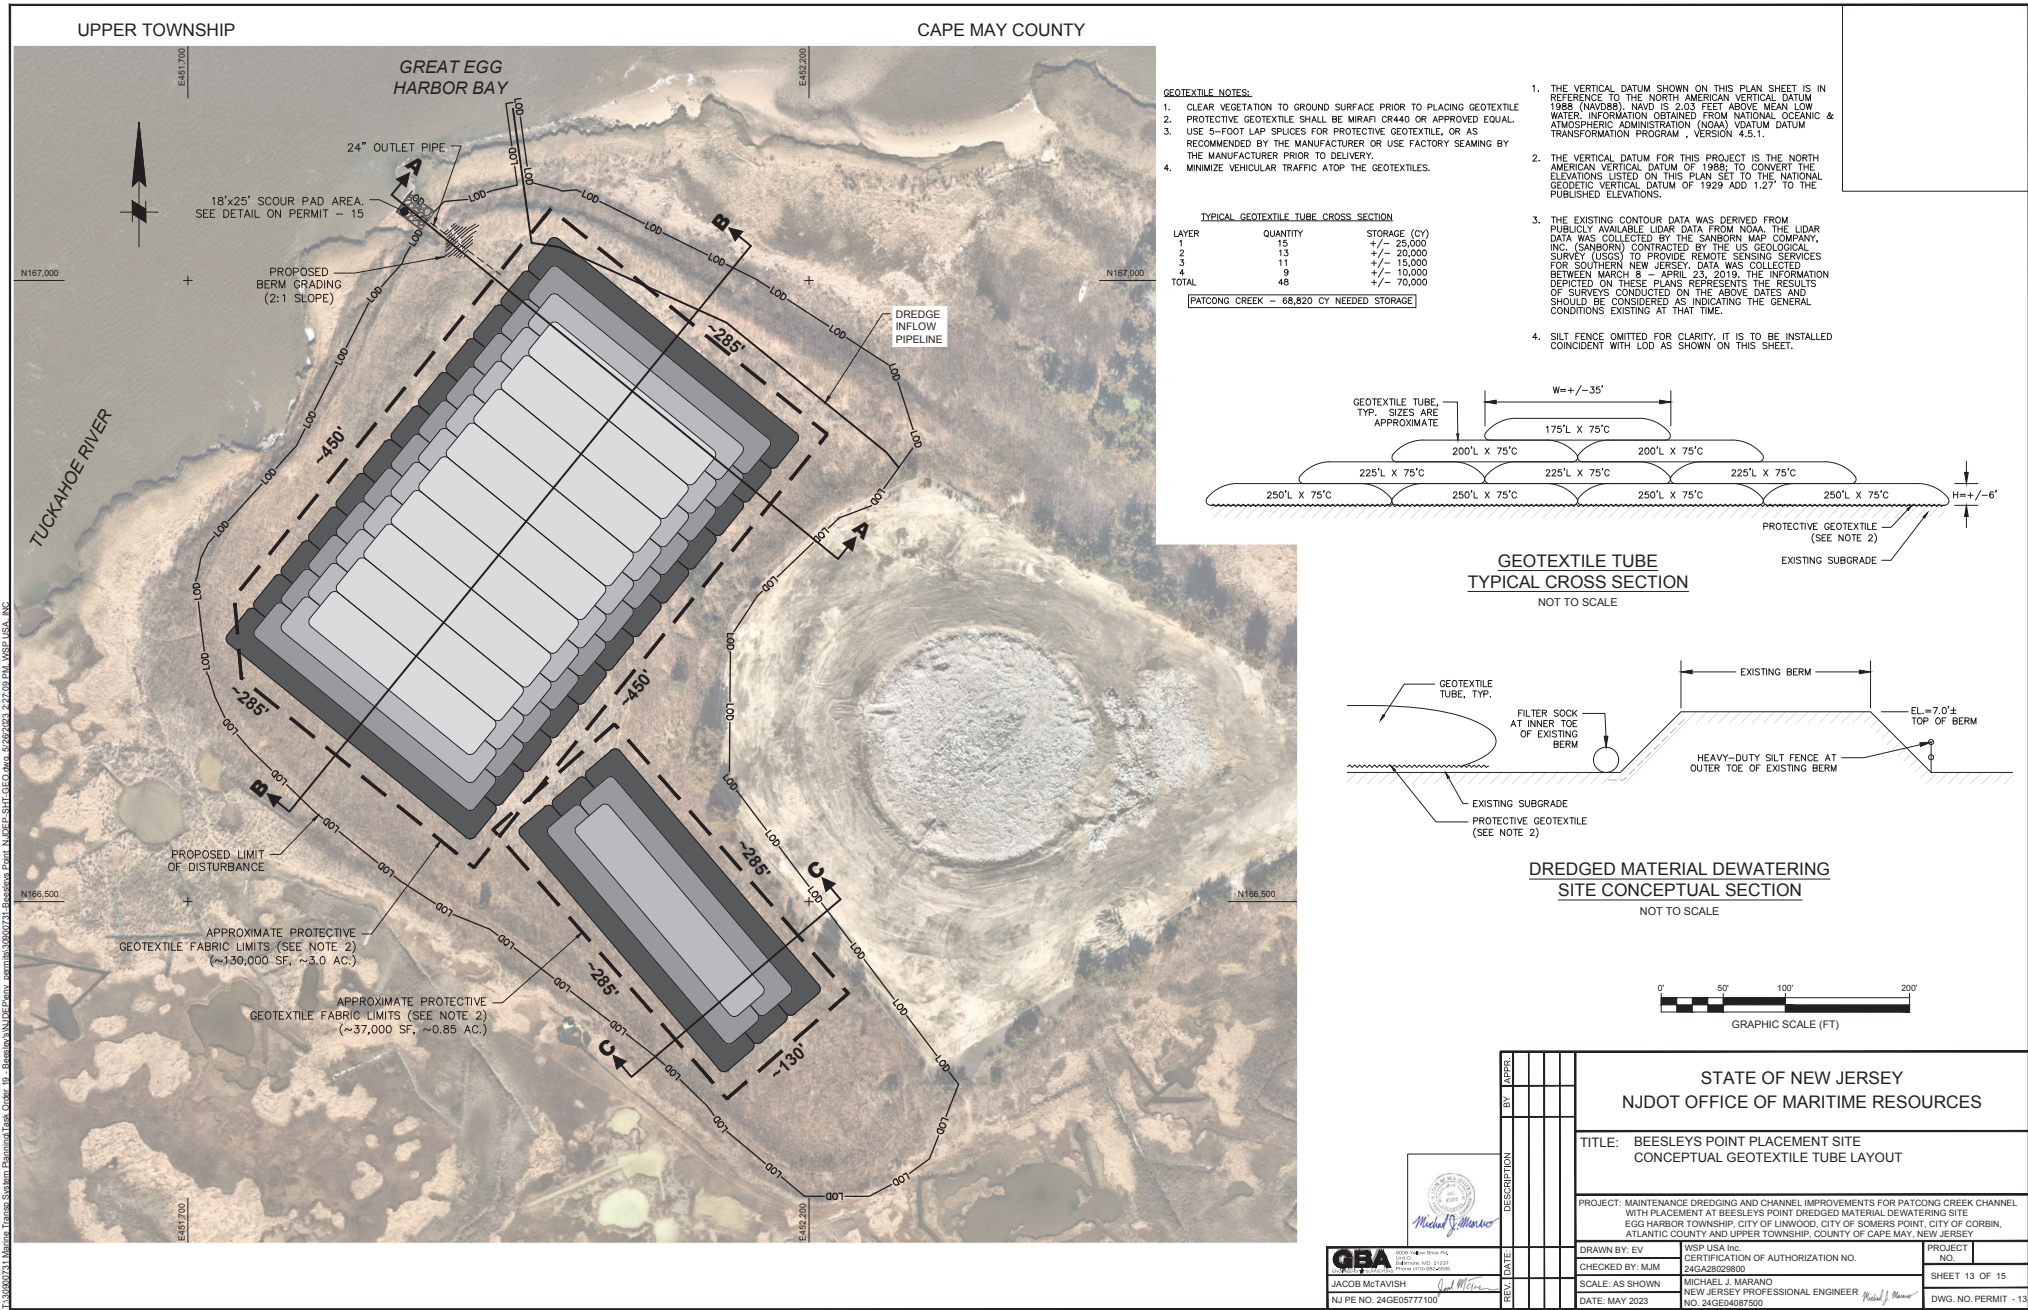 UPPER TOWNSHIP
CAPE MAY COUNTY
E451,700
E452,200
GREAT EGG
HARBOR BAY
24" OUTLET PIPE
18'x25' SCOUR PAD AREA.
SEE DETAIL ON PERMIT - 15
PROPOSED
BERM GRADING
(2:1 SLOPE)
N167,000
N167,000
DREDGE
INFLOW
PIPELINE
TUCKAHOE RIVER
A
A
B
B
C
C
~285'
~450'
~450'
~285'
~285'
~285'
~130'
LOD
PROPOSED LIMIT
OF DISTURBANCE
N166,500
N166,500
APPROXIMATE PROTECTIVE
GEOTEXTILE FABRIC LIMITS (SEE NOTE 2)
(~130,000 SF, ~3.0 AC.)
APPROXIMATE PROTECTIVE
GEOTEXTILE FABRIC LIMITS (SEE NOTE 2)
(~37,000 SF, ~0.85 AC.)
E451,700
E452,200
GEOTEXTILE NOTES:
1. CLEAR VEGETATION TO GROUND SURFACE PRIOR TO PLACING GEOTEXTILE
2. PROTECTIVE GEOTEXTILE SHALL BE MIRAFI CR440 OR APPROVED EQUAL.
3. USE 5-FOOT LAP SPLICES FOR PROTECTIVE GEOTEXTILE, OR AS
RECOMMENDED BY THE MANUFACTURER OR USE FACTORY SEAMING BY
THE MANUFACTURER PRIOR TO DELIVERY.
4. MINIMIZE VEHICULAR TRAFFIC ATOP THE GEOTEXTILES.
TYPICAL GEOTEXTILE TUBE CROSS SECTION
LAYER QUANTITY STORAGE (CY)
1 15 +/- 25,000
2 13 +/- 20,000
3 11 +/- 15,000
4 9 +/- 10,000
TOTAL 48 +/- 70,000
PATCONG CREEK - 68,820 CY NEEDED STORAGE
1. THE VERTICAL DATUM SHOWN ON THIS PLAN SHEET IS IN
REFERENCE TO THE NORTH AMERICAN VERTICAL DATUM
1988 (NAVD88). NAVD IS 2.03 FEET ABOVE MEAN LOW
WATER. INFORMATION OBTAINED FROM NATIONAL OCEANIC &
ATMOSPHERIC ADMINISTRATION (NOAA) VDATUM DATUM
TRANSFORMATION PROGRAM , VERSION 4.5.1.
2. THE VERTICAL DATUM FOR THIS PROJECT IS THE NORTH
AMERICAN VERTICAL DATUM OF 1988; TO CONVERT THE
ELEVATIONS LISTED ON THIS PLAN SET TO THE NATIONAL
GEODETIC VERTICAL DATUM OF 1929 ADD 1.27' TO THE
PUBLISHED ELEVATIONS.
3. THE EXISTING CONTOUR DATA WAS DERIVED FROM
PUBLICLY AVAILABLE LIDAR DATA FROM NOAA. THE LIDAR
DATA WAS COLLECTED BY THE SANBORN MAP COMPANY,
INC. (SANBORN) CONTRACTED BY THE US GEOLOGICAL
SURVEY (USGS) TO PROVIDE REMOTE SENSING SERVICES
FOR SOUTHERN NEW JERSEY. DATA WAS COLLECTED
BETWEEN MARCH 8 - APRIL 23, 2019. THE INFORMATION
DEPICTED ON THESE PLANS REPRESENTS THE RESULTS
OF SURVEYS CONDUCTED ON THE ABOVE DATES AND
SHOULD BE CONSIDERED AS INDICATING THE GENERAL
CONDITIONS EXISTING AT THAT TIME.
4. SILT FENCE OMITTED FOR CLARITY. IT IS TO BE INSTALLED
COINCIDENT WITH LOD AS SHOWN ON THIS SHEET.
W=+/-35'
GEOTEXTILE TUBE,
TYP. SIZES ARE
APPROXIMATE
175'L X 75'C
200'L X 75'C 200'L X 75'C
225'L X 75'C 225'L X 75'C 225'L X 75'C
250'L X 75'C 250'L X 75'C 250'L X 75'C 250'L X 75'C
H=+/-6'
PROTECTIVE GEOTEXTILE
(SEE NOTE 2)
EXISTING SUBGRADE
GEOTEXTILE TUBE
TYPICAL CROSS SECTION
NOT TO SCALE
EXISTING BERM
GEOTEXTILE
TUBE, TYP.
FILTER SOCK
AT INNER TOE
OF EXISTING
BERM
EL.=7.0'±
TOP OF BERM
HEAVY-DUTY SILT FENCE AT
OUTER TOE OF EXISTING BERM
EXISTING SUBGRADE
PROTECTIVE GEOTEXTILE
(SEE NOTE 2)
DREDGED MATERIAL DEWATERING
SITE CONCEPTUAL SECTION
NOT TO SCALE
0' 50' 100' 200'
GRAPHIC SCALE (FT)
STATE OF NEW JERSEY
NJDOT OFFICE OF MARITIME RESOURCES
TITLE: BEESLEYS POINT PLACEMENT SITE
CONCEPTUAL GEOTEXTILE TUBE LAYOUT
PROJECT: MAINTENANCE DREDGING AND CHANNEL IMPROVEMENTS FOR PATCONG CREEK CHANNEL
WITH PLACEMENT AT BEESLEYS POINT DREDGED MATERIAL DEWATERING SITE
EGG HARBOR TOWNSHIP, CITY OF LINWOOD, CITY OF SOMERS POINT, CITY OF CORBIN,
ATLANTIC COUNTY AND UPPER TOWNSHIP, COUNTY OF CAPE MAY, NEW JERSEY
DRAWN BY: EV
CHECKED BY: MJM
SCALE: AS SHOWN
DATE: MAY 2023
WSP USA Inc.
CERTIFICATION OF AUTHORIZATION NO.
24GA28029800
MICHAEL J. MARANO
NEW JERSEY PROFESSIONAL ENGINEER
NO. 24GE04087500
Michael J. Marano
PROJECT
NO.
SHEET 13 OF 15
DWG. NO. PERMIT - 13
REV. DATE: DESCRIPTION BY APPR.
Michael J. Marano
GBA
JACOB McTAVISH
NJ PE NO. 24GE05777100